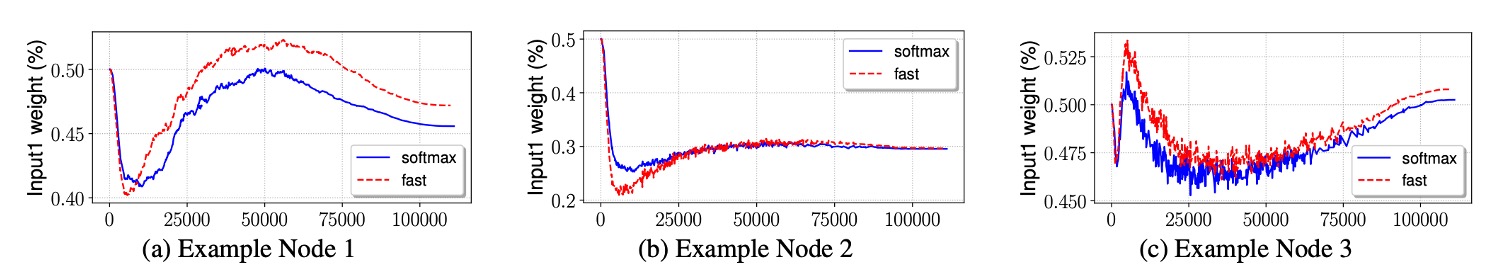 Input1 weight (%)
0.50
0.45
0.40
softmax
fast
0 25000 50000 75000 100000
(a) Example Node 1
Input1 weight (%)
0.5
0.4
0.3
0.2
softmax
fast
0 25000 50000 75000 100000
(b) Example Node 2
Input1 weight (%)
0.525
0.500
0.475
0.450
softmax
fast
0 25000 50000 75000 100000
(c) Example Node 3